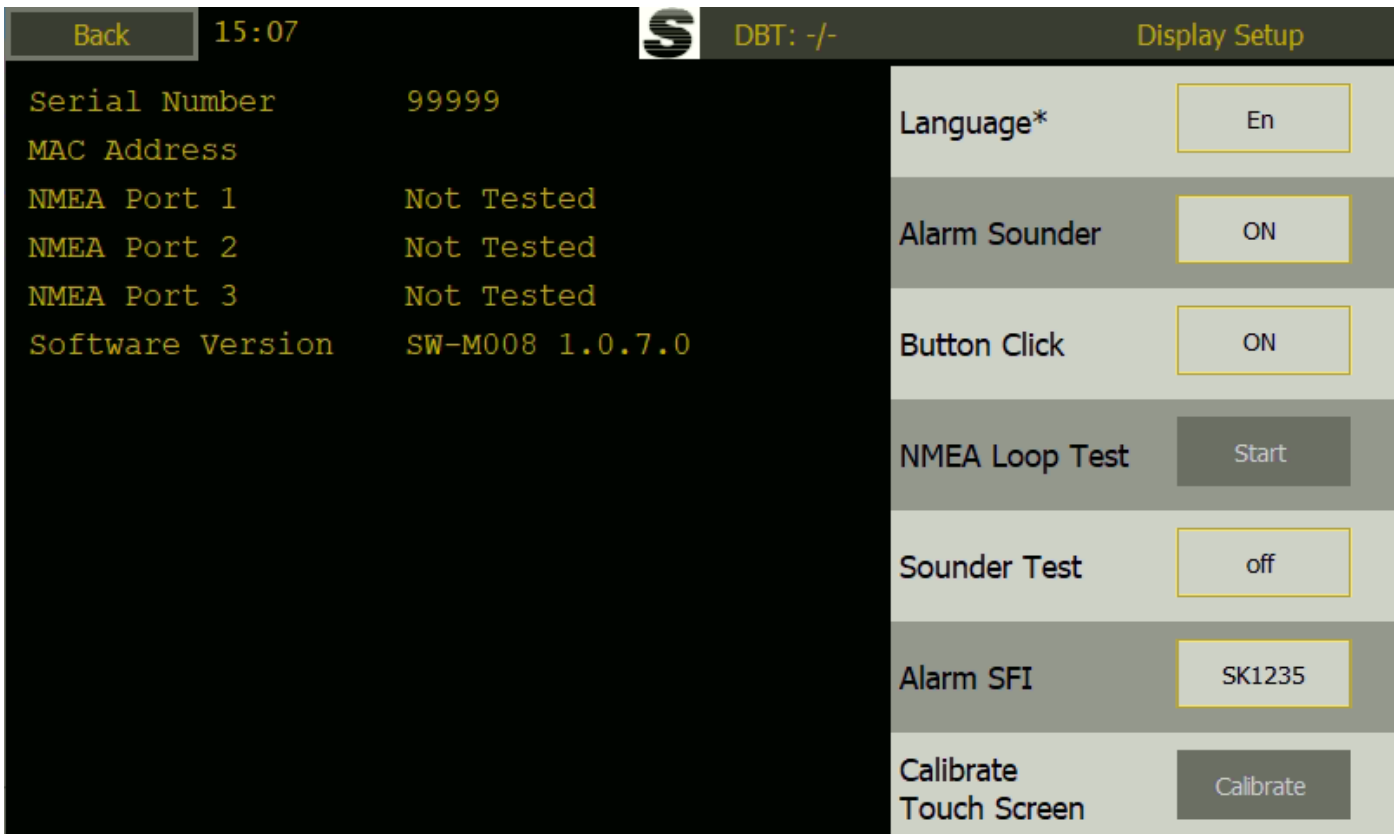 Back 15:07 S DBT: -/- Display Setup
Serial Number 99999
MAC Address
NMEA Port 1 Not Tested
NMEA Port 2 Not Tested
NMEA Port 3 Not Tested
Software Version SW-M008 1.0.7.0
Language* En
Alarm Sounder ON
Button Click ON
NMEA Loop Test Start
Sounder Test off
Alarm SFI SK1235
Calibrate
Touch Screen Calibrate